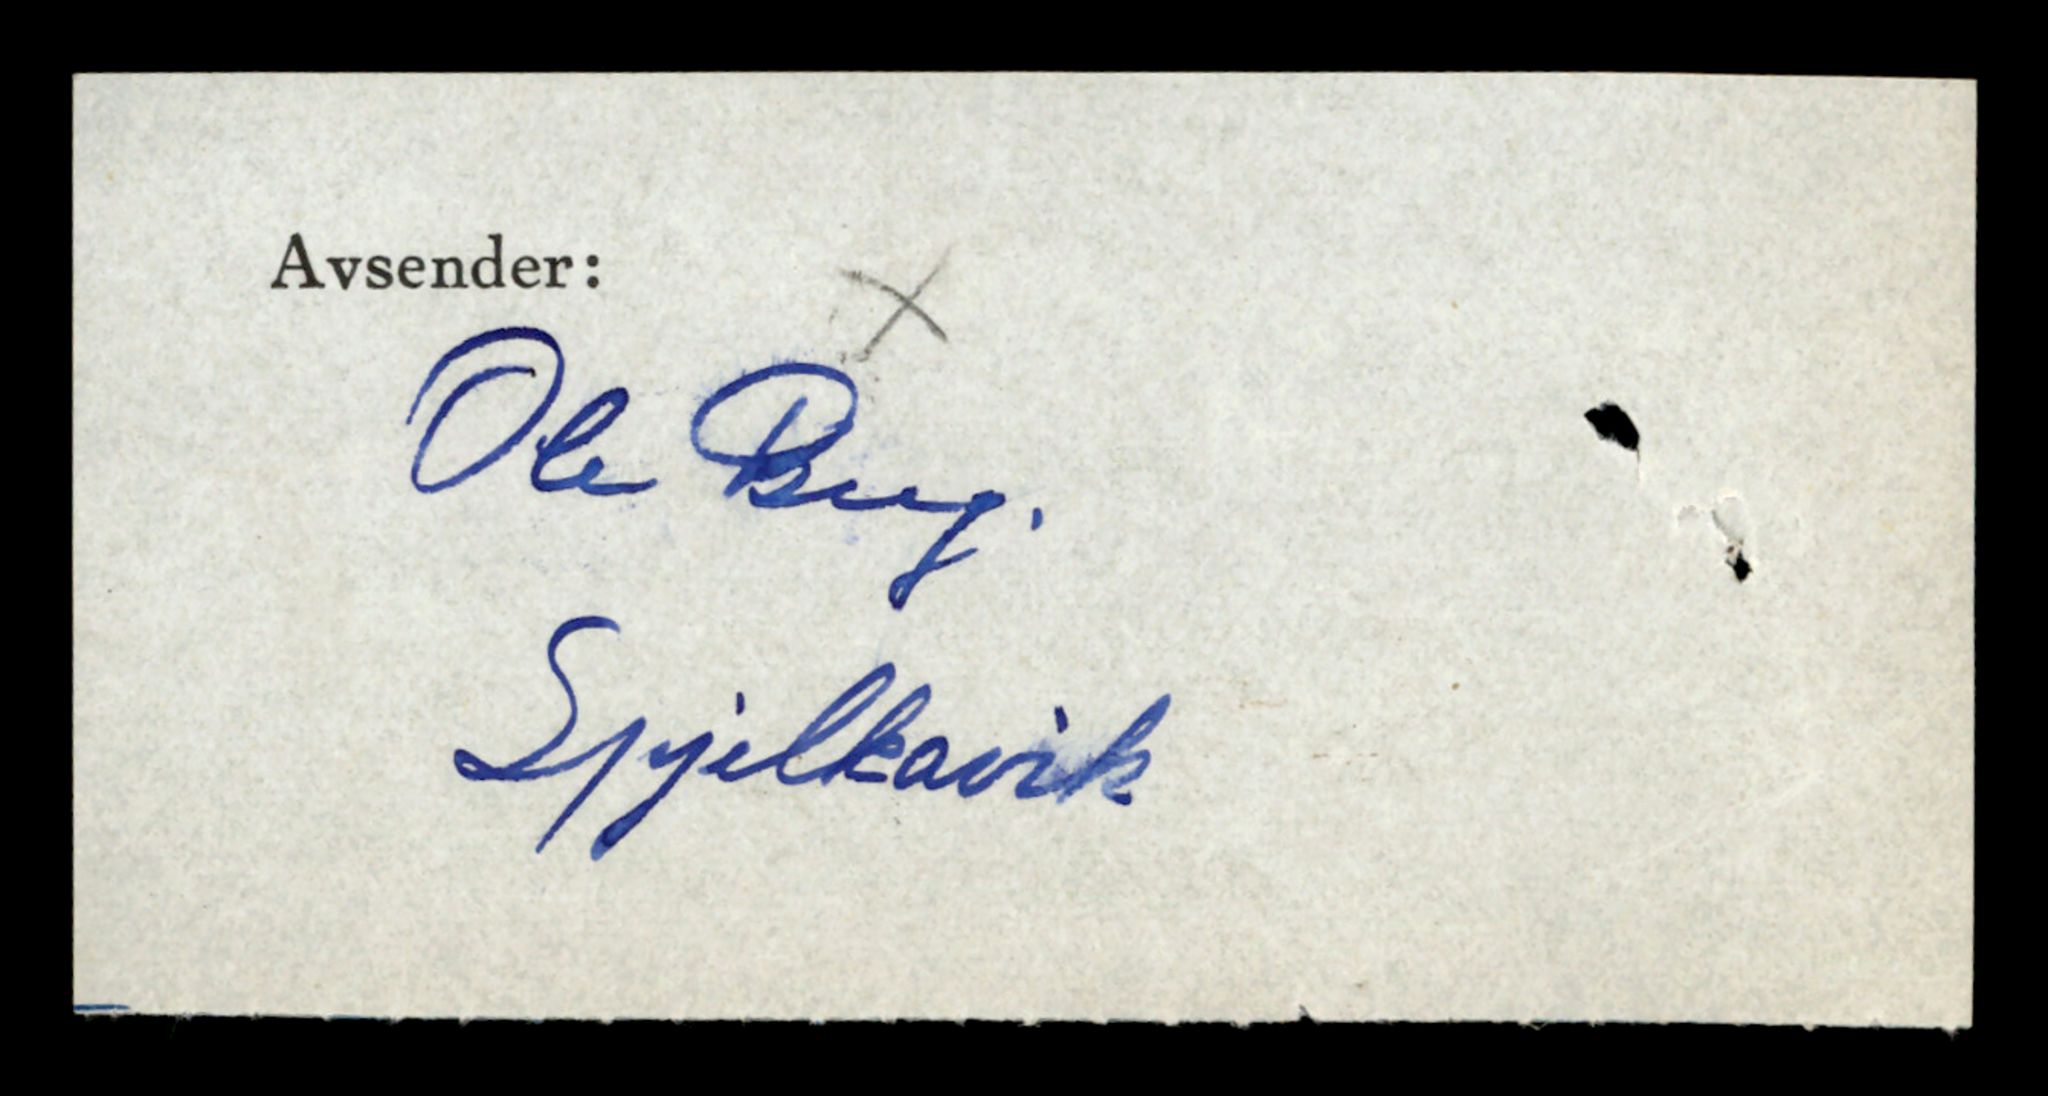 Avsender:
Ole Berg.
Spjelkavik